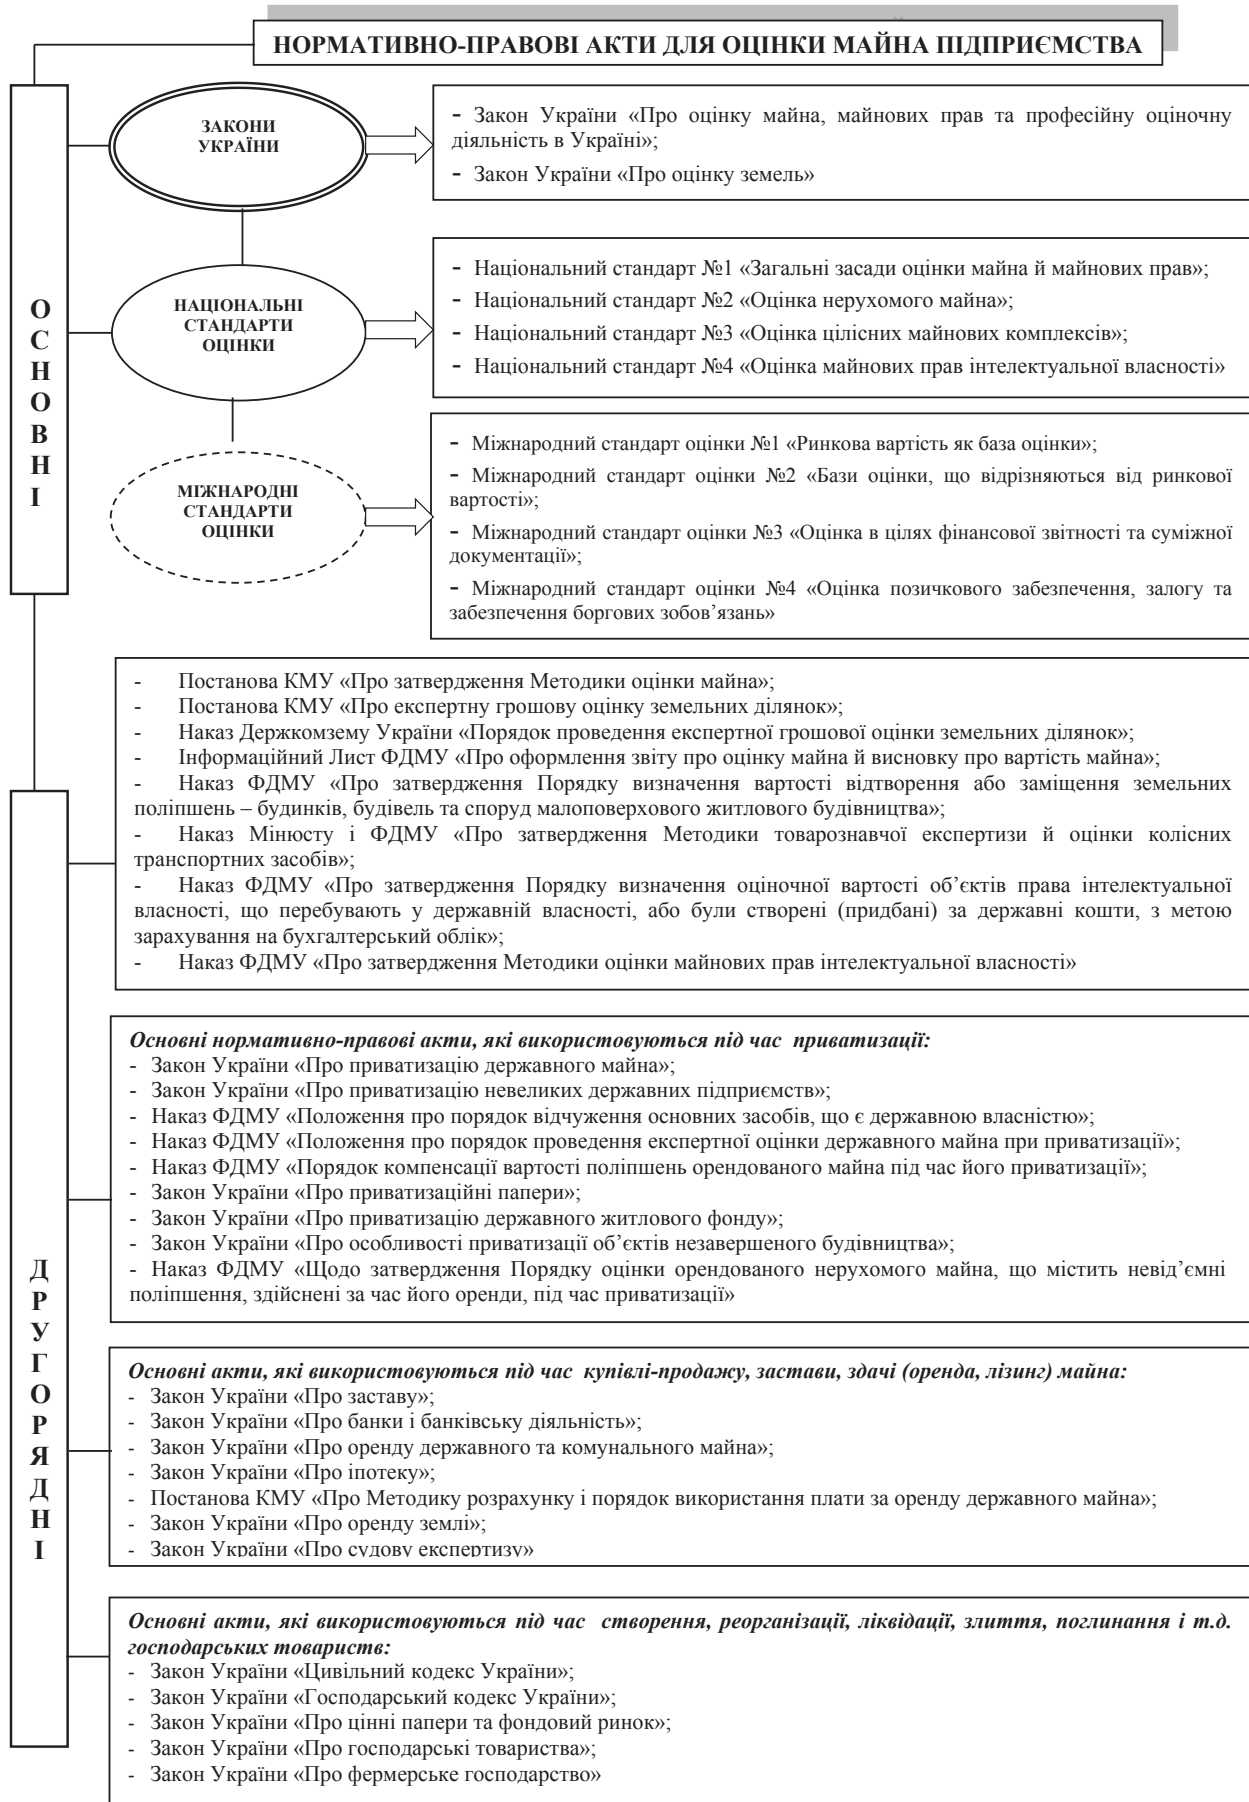 НОРМАТИВНО-ПРАВОВІ АКТИ ДЛЯ ОЦІНКИ МАЙНА ПІДПРИЄМСТВА
ОСНОВНІ
ЗАКОНИ
УКРАЇНИ
- Закон України «Про оцінку майна, майнових прав та професійну оціночну
діяльність в Україні»;
- Закон України «Про оцінку земель»
НАЦІОНАЛЬНІ
СТАНДАРТИ
ОЦІНКИ
- Національний стандарт №1 «Загальні засади оцінки майна й майнових прав»;
- Національний стандарт №2 «Оцінка нерухомого майна»;
- Національний стандарт №3 «Оцінка цілісних майнових комплексів»;
- Національний стандарт №4 «Оцінка майнових прав інтелектуальної власності»
МІЖНАРОДНІ
СТАНДАРТИ
ОЦІНКИ
- Міжнародний стандарт оцінки №1 «Ринкова вартість як база оцінки»;
- Міжнародний стандарт оцінки №2 «Бази оцінки, що відрізняються від ринкової
вартості»;
- Міжнародний стандарт оцінки №3 «Оцінка в цілях фінансової звітності та суміжної
документації»;
- Міжнародний стандарт оцінки №4 «Оцінка позичкового забезпечення, залогу та
забезпечення боргових зобов’язань»
ДРУГОРЯДНІ
- Постанова КМУ «Про затвердження Методики оцінки майна»;
- Постанова КМУ «Про експертну грошову оцінку земельних ділянок»;
- Наказ Держкомзему України «Порядок проведення експертної грошової оцінки земельних ділянок»;
- Інформаційний Лист ФДМУ «Про оформлення звіту про оцінку майна й висновку про вартість майна»;
- Наказ ФДМУ «Про затвердження Порядку визначення вартості відтворення або заміщення земельних
поліпшень – будинків, будівель та споруд малоповерхового житлового будівництва»;
- Наказ Мінюсту і ФДМУ «Про затвердження Методики товарознавчої експертизи й оцінки колісних
транспортних засобів»;
- Наказ ФДМУ «Про затвердження Порядку визначення оціночної вартості об’єктів права інтелектуальної
власності, що перебувають у державній власності, або були створені (придбані) за державні кошти, з метою
зарахування на бухгалтерський облік»;
- Наказ ФДМУ «Про затвердження Методики оцінки майнових прав інтелектуальної власності»
Основні нормативно-правові акти, які використовуються під час приватизації:
- Закон України «Про приватизацію державного майна»;
- Закон України «Про приватизацію невеликих державних підприємств»;
- Наказ ФДМУ «Положення про порядок відчуження основних засобів, що є державною власністю»;
- Наказ ФДМУ «Положення про порядок проведення експертної оцінки державного майна при приватизації»;
- Наказ ФДМУ «Порядок компенсації вартості поліпшень орендованого майна під час його приватизації»;
- Закон України «Про приватизаційні папери»;
- Закон України «Про приватизацію державного житлового фонду»;
- Закон України «Про особливості приватизації об’єктів незавершеного будівництва»;
- Наказ ФДМУ «Щодо затвердження Порядку оцінки орендованого нерухомого майна, що містить невід’ємні
поліпшення, здійснені за час його оренди, під час приватизації»
Основні акти, які використовуються під час купівлі-продажу, застави, здачі (оренда, лізинг) майна:
- Закон України «Про заставу»;
- Закон України «Про банки і банківську діяльність»;
- Закон України «Про оренду державного та комунального майна»;
- Закон України «Про іпотеку»;
- Постанова КМУ «Про Методику розрахунку і порядок використання плати за оренду державного майна»;
- Закон України «Про оренду землі»;
- Закон України «Про судову експертизу»
Основні акти, які використовуються під час створення, реорганізації, ліквідації, злиття, поглинання і т.д.
господарських товариств:
- Закон України «Цивільний кодекс України»;
- Закон України «Господарський кодекс України»;
- Закон України «Про цінні папери та фондовий ринок»;
- Закон України «Про господарські товариства»;
- Закон України «Про фермерське господарство»